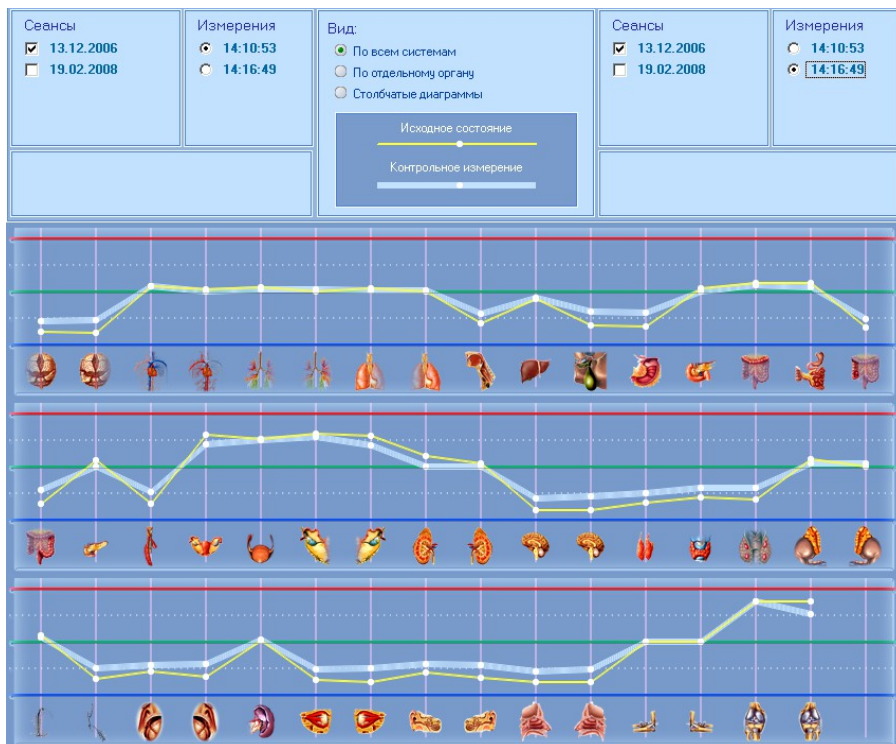 Сеансы
13.12.2006
19.02.2008
Измерения
14:10:53
14:16:49
Вид:
По всем системам
По отдельному органу
Столбчатые диаграммы
Исходное состояние
Контрольное измерение
Сеансы
13.12.2006
19.02.2008
Измерения
14:10:53
14:16:49